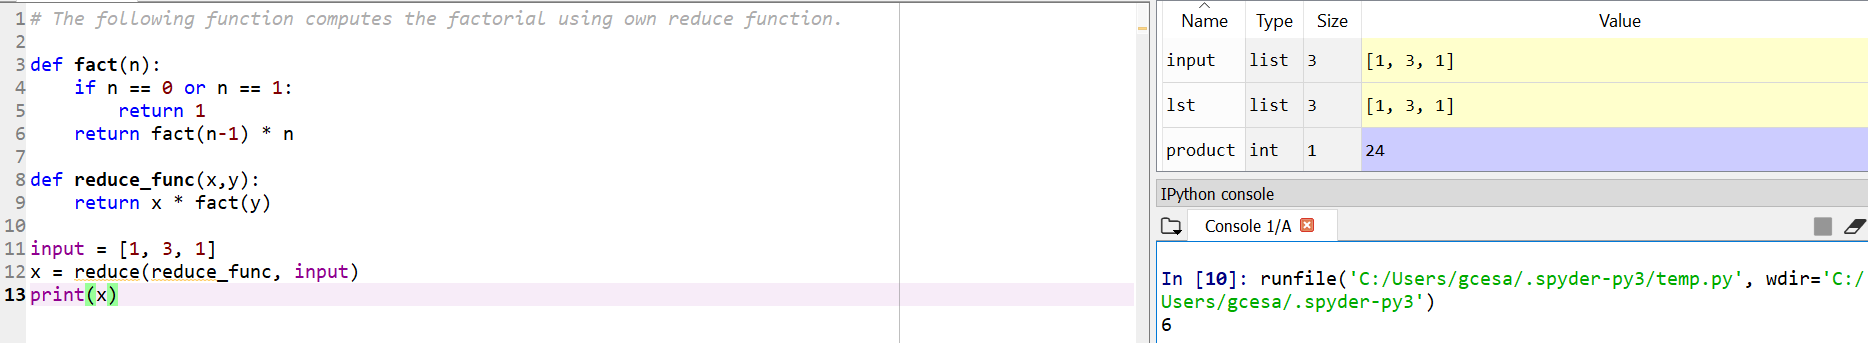 1 # The following function computes the factorial using own reduce function.
2
3 def fact(n):
4     if n == 0 or n == 1:
5         return 1
6     return fact(n-1) * n
7
8 def reduce_func(x,y):
9     return x * fact(y)
10
11 input = [1, 3, 1]
12 x = reduce(reduce_func, input)
13 print(x)
Name Type Size Value
input list 3 [1, 3, 1]
lst list 3 [1, 3, 1]
product int 1 24
IPython console
Console 1/A
In [10]: runfile('C:/Users/gcesa/.spyder-py3/temp.py', wdir='C:/
Users/gcesa/.spyder-py3')
6